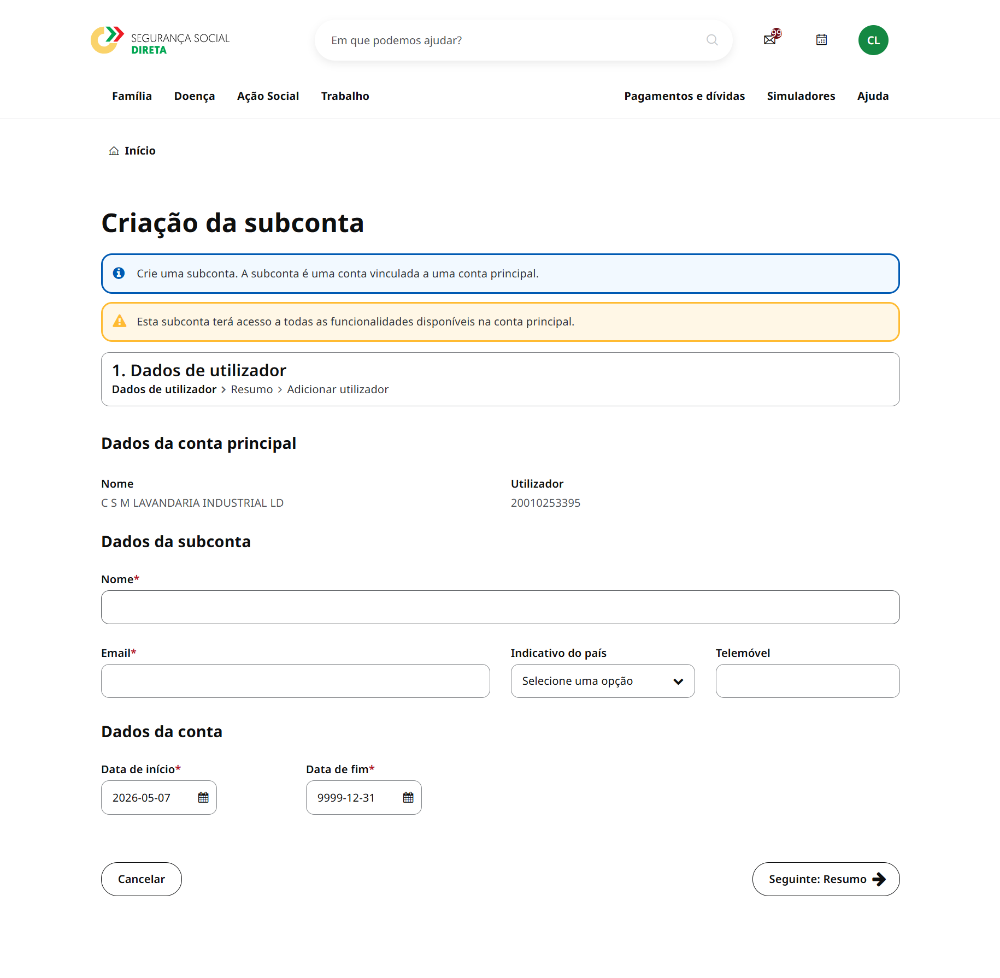 SEGURANÇA SOCIAL
DIRETA
Em que podemos ajudar?
99
CL
Família Doença Ação Social Trabalho Pagamentos e dívidas Simuladores Ajuda
Início
Criação da subconta
Crie uma subconta. A subconta é uma conta vinculada a uma conta principal.
Esta subconta terá acesso a todas as funcionalidades disponíveis na conta principal.
1. Dados de utilizador
Dados de utilizador > Resumo > Adicionar utilizador
Dados da conta principal
Nome Utilizador
C S M LAVANDARIA INDUSTRIAL LD 20010253395
Dados da subconta
Nome*
Email* Indicativo do país Telemóvel
Selecione uma opção
Dados da conta
Data de início* Data de fim*
2026-05-07 9999-12-31
Cancelar Seguinte: Resumo